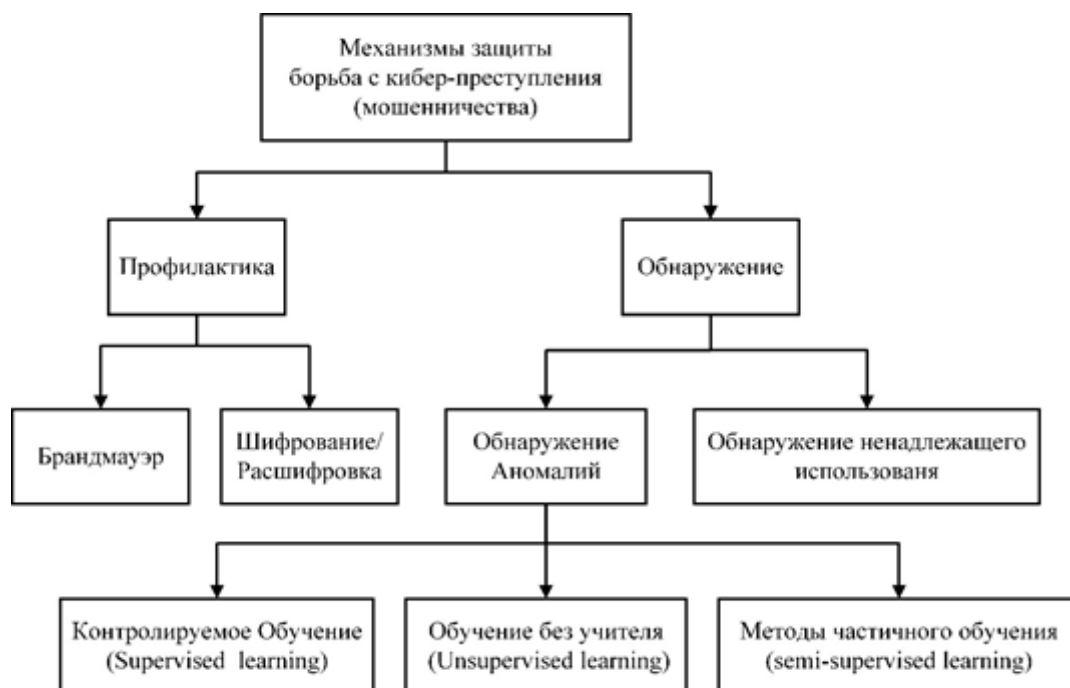 Механизмы защиты
борьба с кибер-преступления
(мошенничества)
Профилактика
Обнаружение
Брандмауэр
Шифрование/
Расшифровка
Обнаружение
Аномалий
Обнаружение ненадлежащего
использованя
Контролируемое Обучение
(Supervised learning)
Обучение без учителя
(Unsupervised learning)
Методы частичного обучения
(semi-supervised learning)